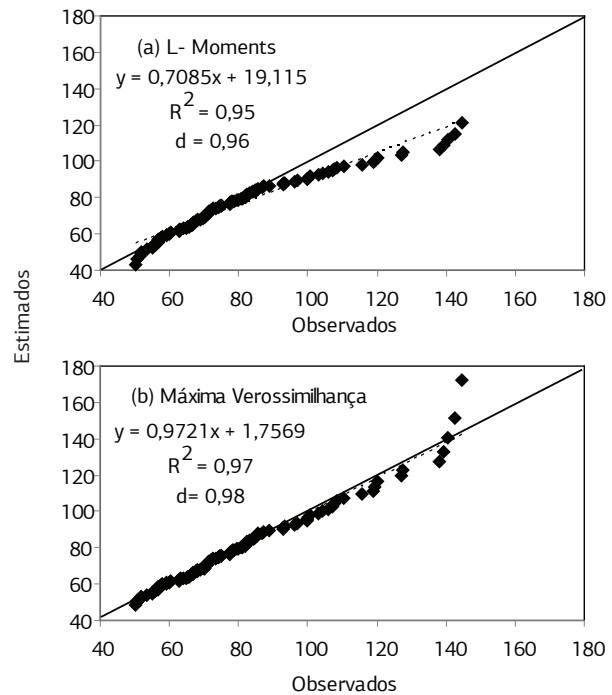 180
160
140
120
100
80
60
40
(a) L- Moments
y = 0,7085x + 19,115
R² = 0,95
d = 0,96
40 60 80 100 120 140 160 180
Observados
Estimados
180
160
140
120
100
80
60
40
(b) Máxima Verossimilhança
y = 0,9721x + 1,7569
R² = 0,97
d= 0,98
40 60 80 100 120 140 160 180
Observados